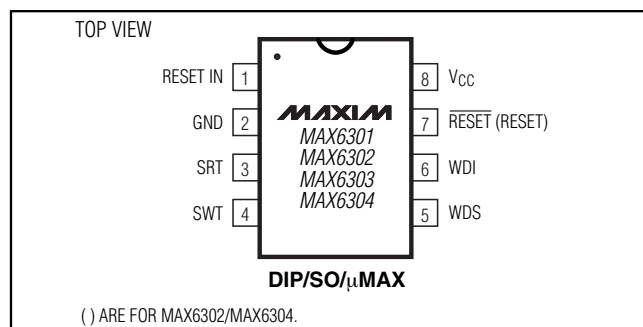 TOP VIEW
RESET IN 1
GND 2
SRT 3
SWT 4
MAXIM
MAX6301
MAX6302
MAX6303
MAX6304
8 VCC
7 RESET (RESET)
6 WDI
5 WDS
DIP/SO/μMAX
( ) ARE FOR MAX6302/MAX6304.